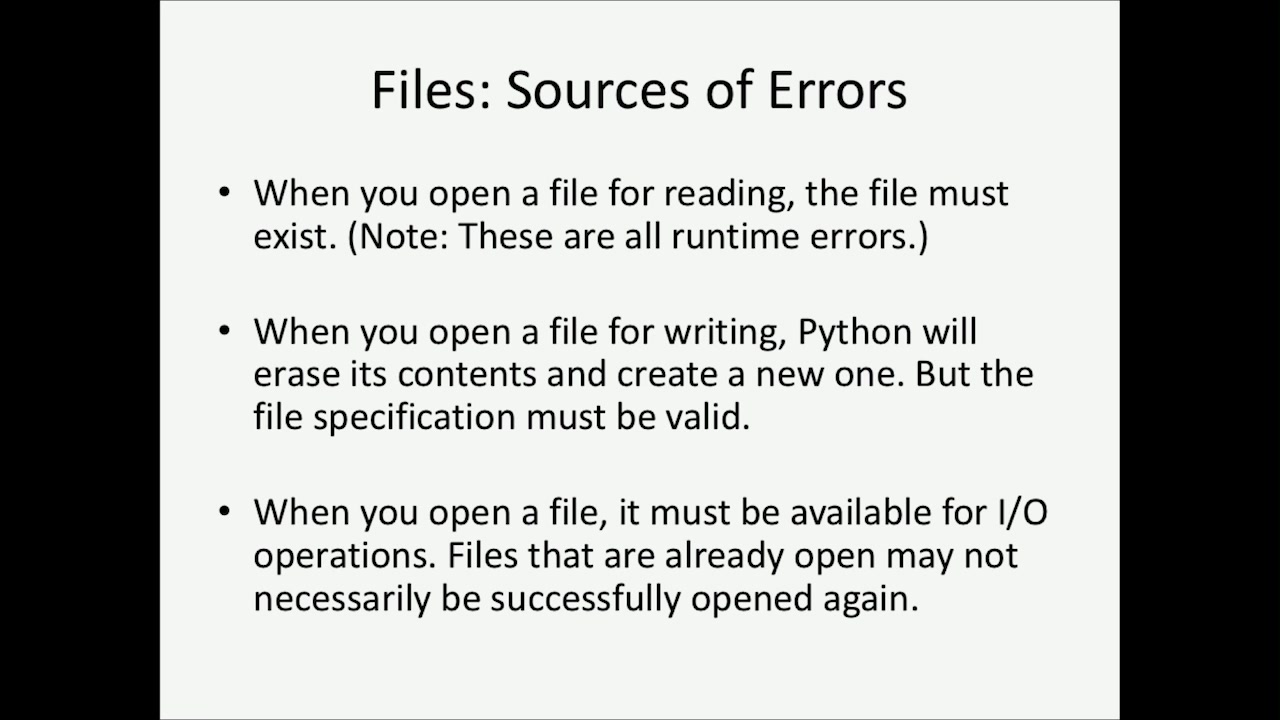 Files: Sources of Errors
• When you open a file for reading, the file must
exist. (Note: These are all runtime errors.)
• When you open a file for writing, Python will
erase its contents and create a new one. But the
file specification must be valid.
• When you open a file, it must be available for I/O
operations. Files that are already open may not
necessarily be successfully opened again.